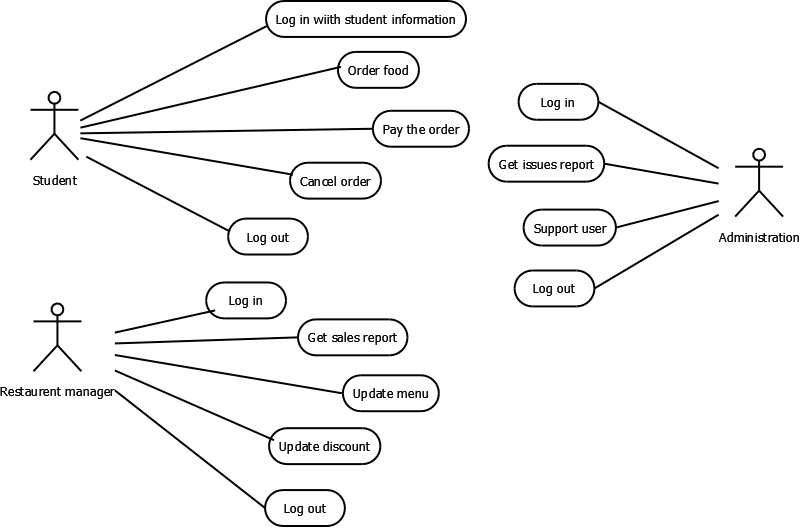 Log in wiith student information
Order food
Pay the order
Student
Cancel order
Log out
Log in
Get issues report
Support user
Administration
Log out
Log in
Get sales report
Restaurent manager
Update menu
Update discount
Log out